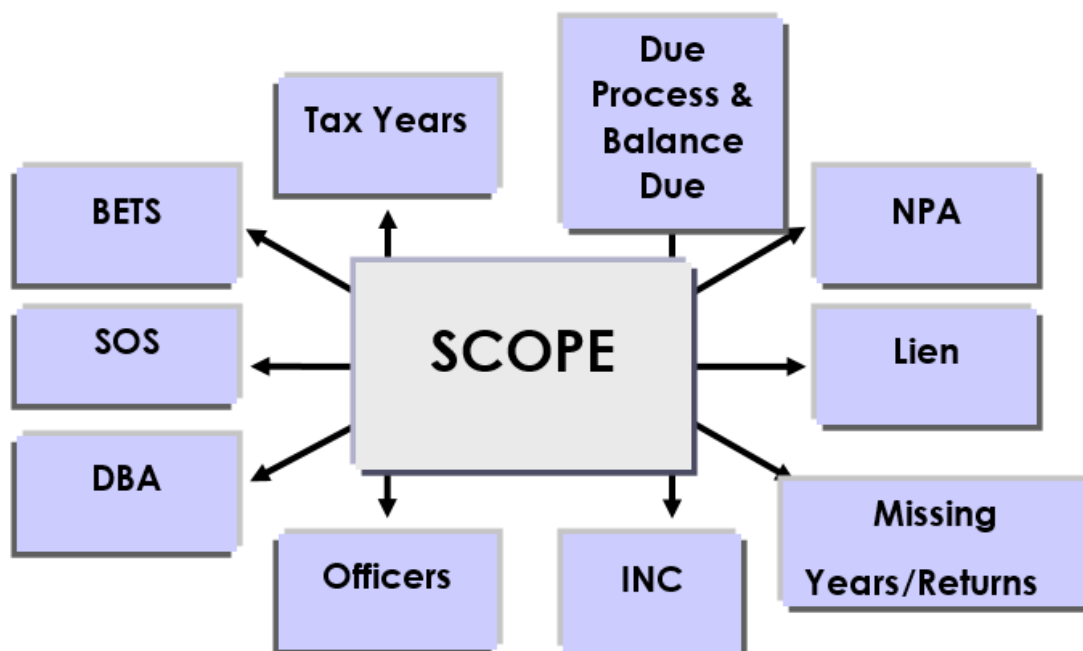 Due
Process &
Balance
Due
Tax Years
BETS
NPA
SOS
SCOPE
Lien
DBA
Missing
Years/Returns
Officers
INC